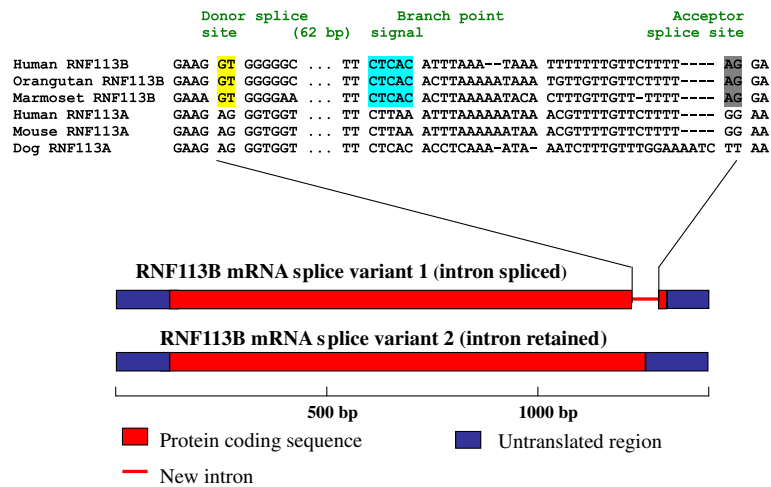 Donor splice site
(62 bp)
Branch point signal
Acceptor splice site
Human RNF113B GAAG GT GGGGGC ... TT CTCAC ATTTAAA--TAAA TTTTTTTGTTCTTTT---- AG GA
Orangutan RNF113B GAAG GT GGGGGC ... TT CTCAC ATTTAAAAATAAA TGTTGTTGTTCTTTT---- AG GA
Marmoset RNF113B GAAA GT GGGGAA ... TT CTCAC ACTTAAAAATACA CTTTGTTGTT-TTTT---- AG GA
Human RNF113A GAAG AG GGTGGT ... TT CTTAA ATTTAAAAAATAA ACGTTTTGTTCTTTT---- GG AA
Mouse RNF113A GAAG AG GGTGGT ... TT CTTAA ATTTAAAAAATAA ACGTTTTGTTCTTTT---- GG AA
Dog RNF113A GAAG AG GGTGGT ... TT CTCAC ACCTCAAA-ATA- AATCTTTGTTTGGAAAATC TT AA
RNF113B mRNA splice variant 1 (intron spliced)
RNF113B mRNA splice variant 2 (intron retained)
500 bp 1000 bp
Protein coding sequence
Untranslated region
New intron